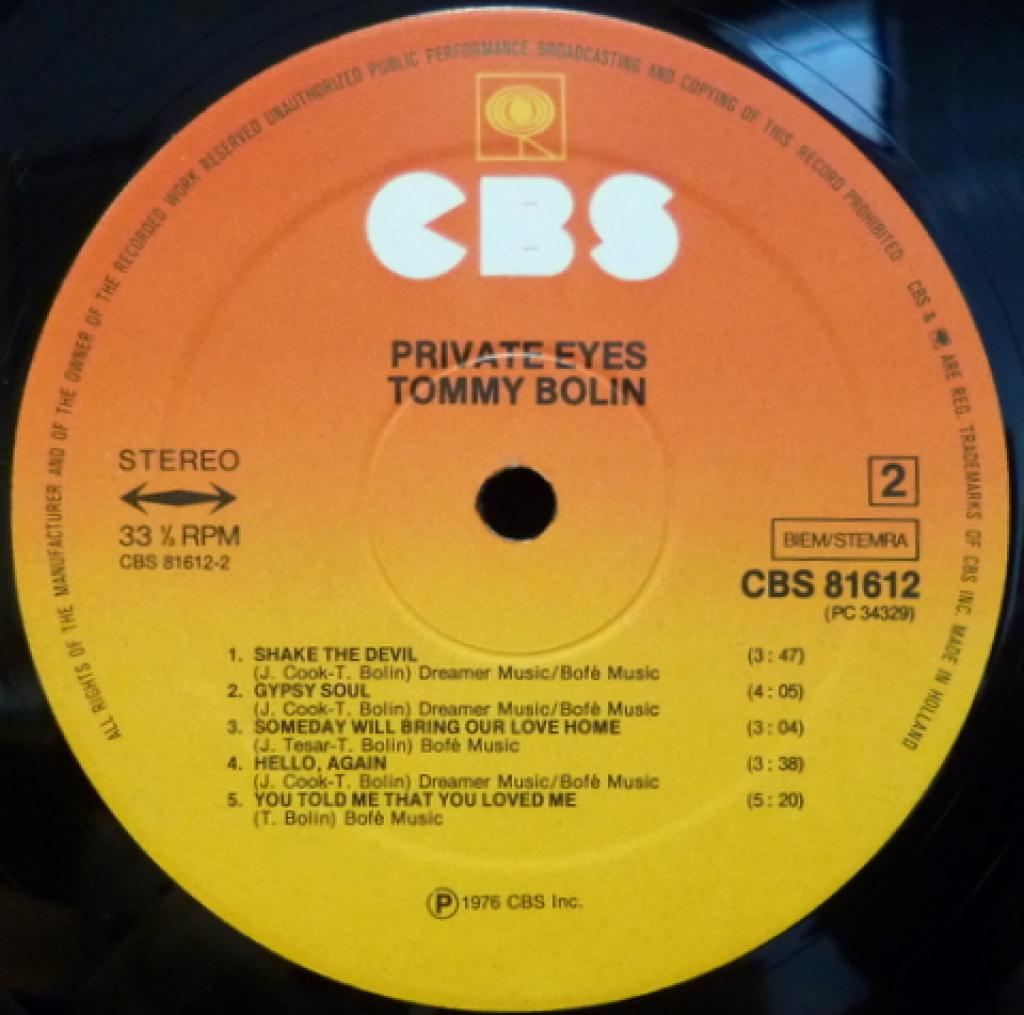 ALL RIGHTS OF THE MANUFACTURER AND OF THE OWNER OF THE RECORDED WORK RESERVED UNAUTHORIZED PUBLIC PERFORMANCE BROADCASTING AND COPYING OF THIS RECORD PROHIBITED CBS & ARE REG. TRADEMARKS OF CBS INC. MADE IN HOLLAND
CBS
PRIVATE EYES
TOMMY BOLIN
STEREO
33 ⅓ RPM
CBS 81612-2
2
BIEM/STEMRA
CBS 81612
(PC 34329)
1. SHAKE THE DEVIL (3 : 47)
(J. Cook-T. Bolin) Dreamer Music/Bofè Music
2. GYPSY SOUL (4 : 05)
(J. Cook-T. Bolin) Dreamer Music/Bofè Music
3. SOMEDAY WILL BRING OUR LOVE HOME (3 : 04)
(J. Tesar-T. Bolin) Bofè Music
4. HELLO, AGAIN (3 : 38)
(J. Cook-T. Bolin) Dreamer Music/Bofè Music
5. YOU TOLD ME THAT YOU LOVED ME (5 : 20)
(T. Bolin) Bofè Music
Ⓟ 1976 CBS Inc.